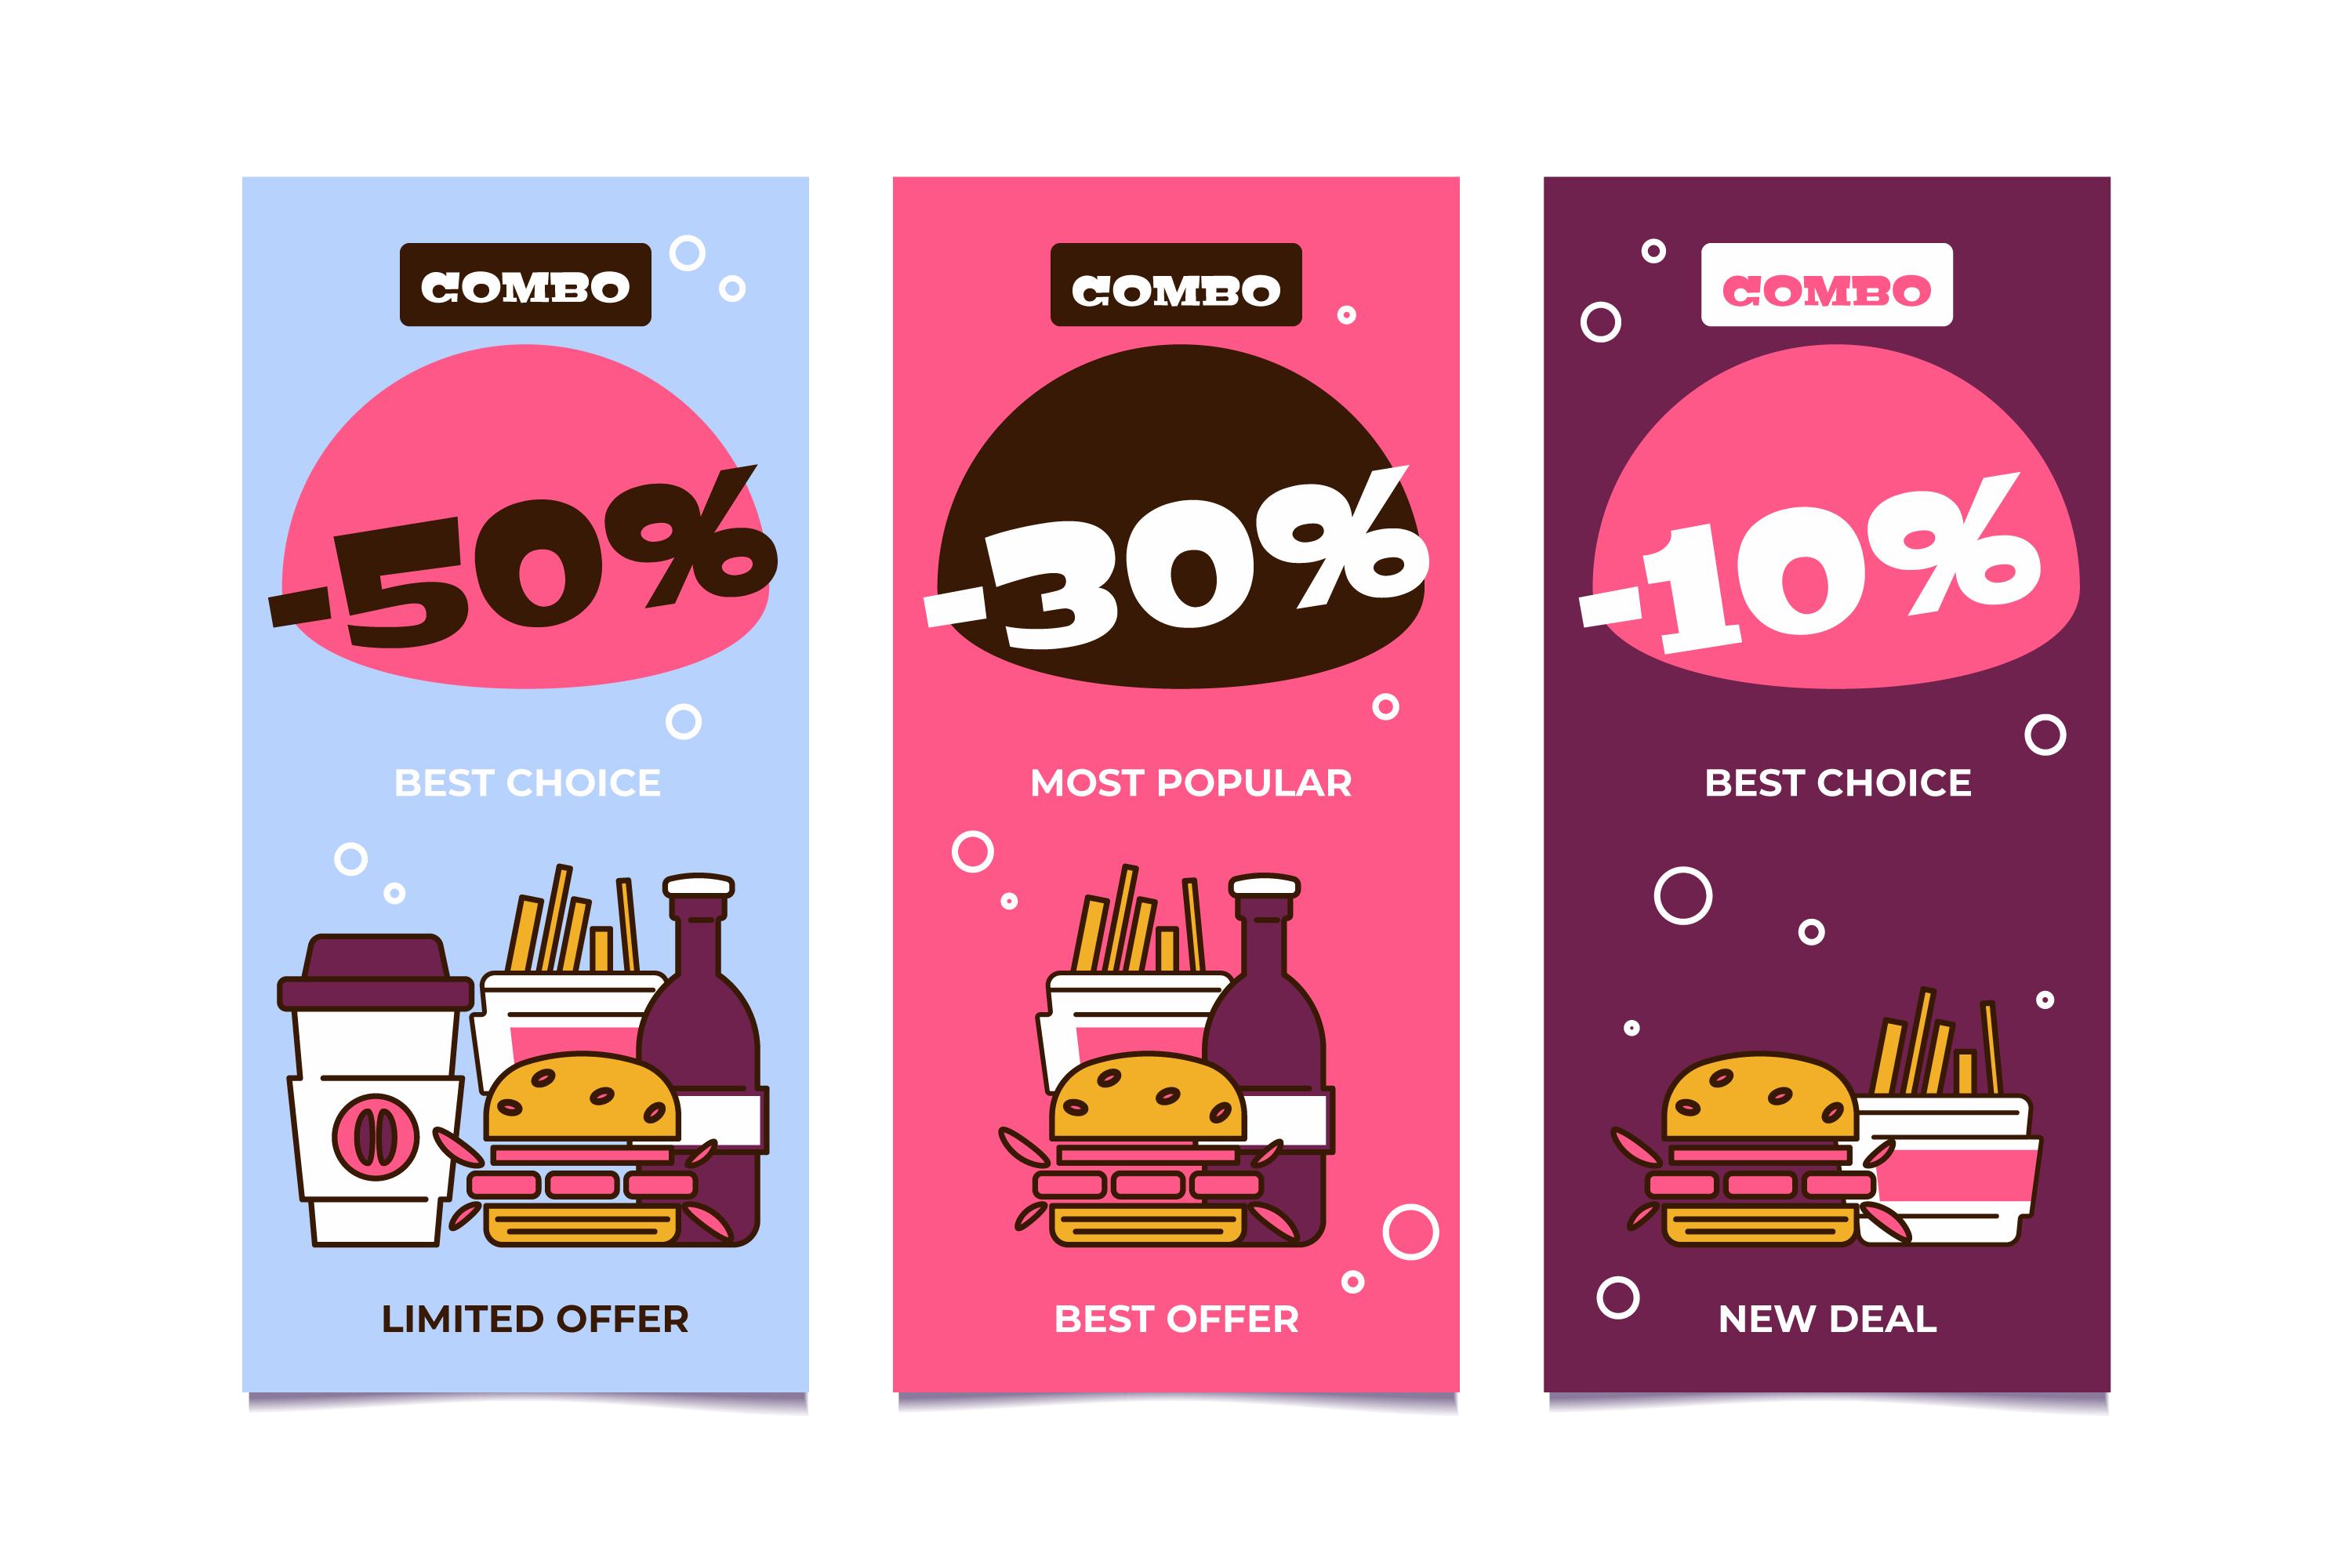 COMBO
-50%
BEST CHOICE
LIMITED OFFER
COMBO
-30%
MOST POPULAR
BEST OFFER
COMBO
-10%
BEST CHOICE
NEW DEAL